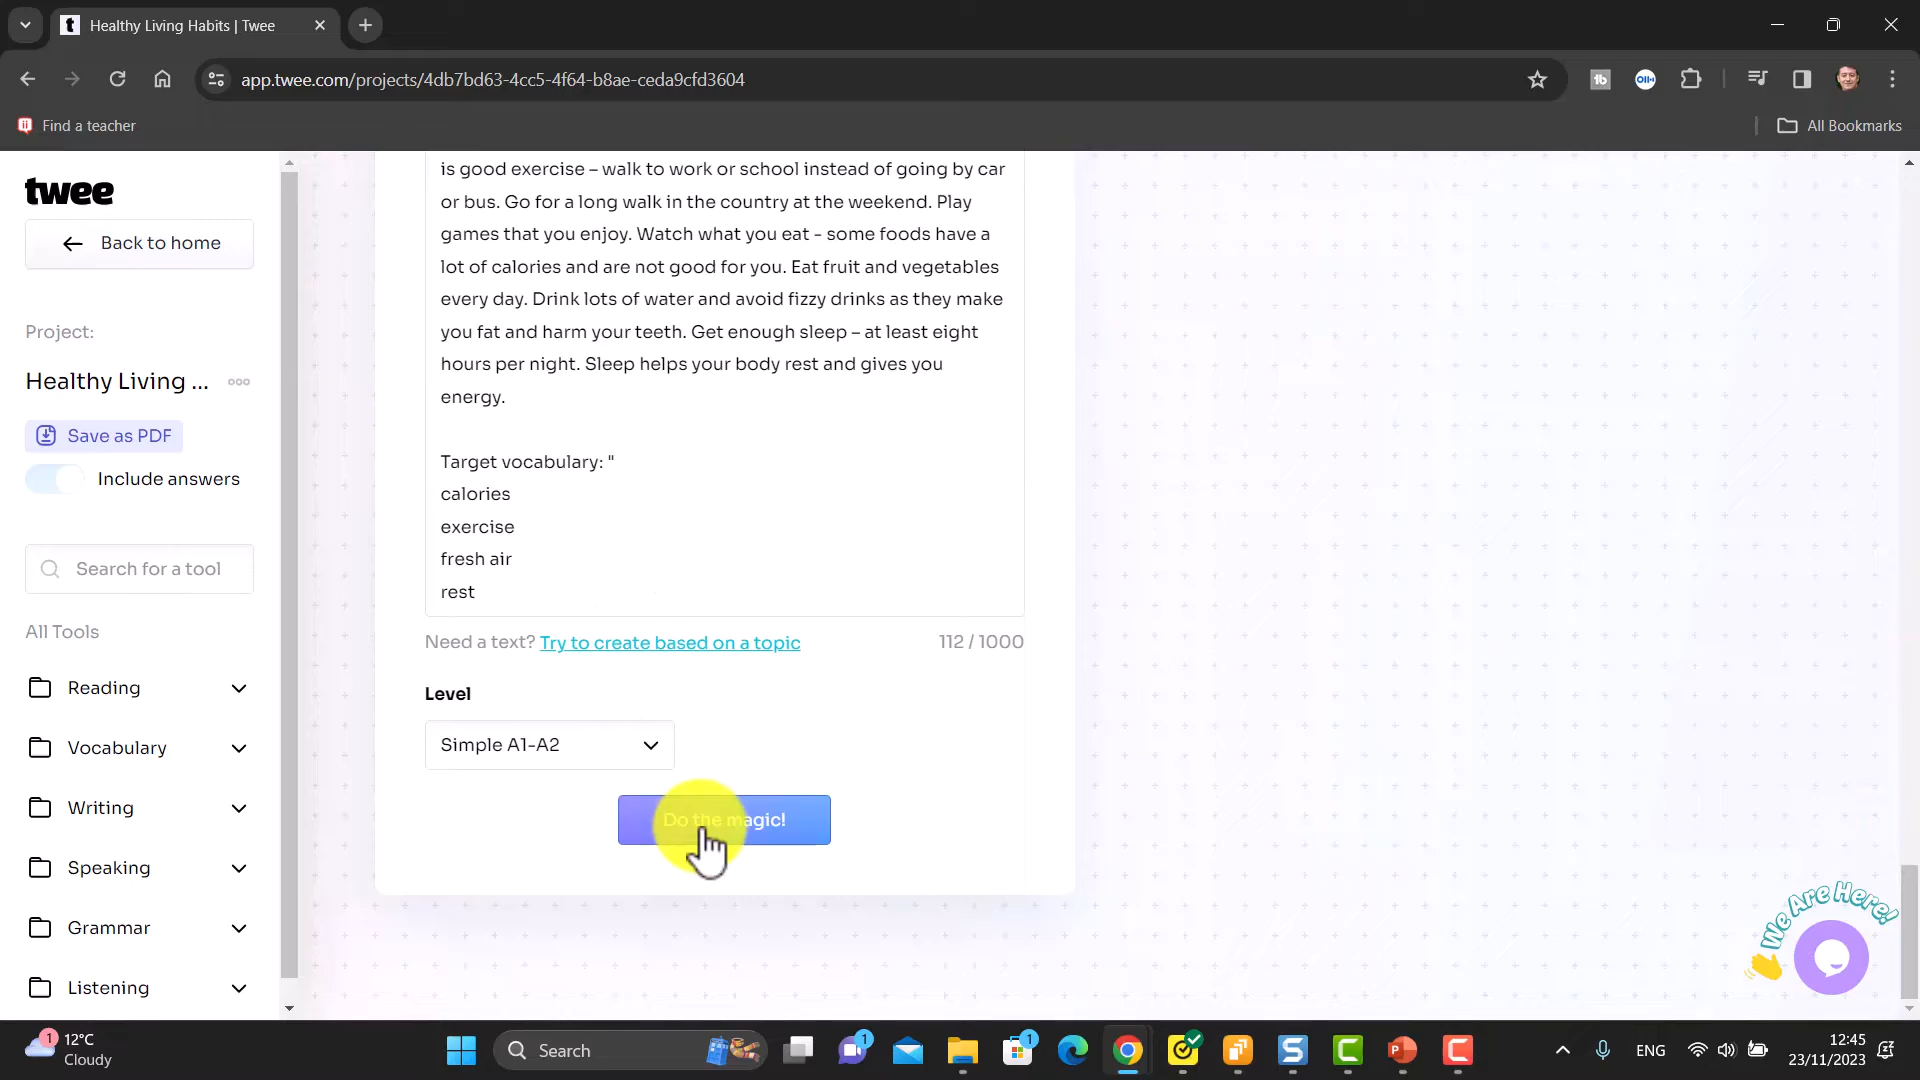 Healthy Living Habits | Twee
app.twee.com/projects/4db7bd63-4cc5-4f64-b8ae-ceda9cfd3604
Find a teacher
All Bookmarks
twee
Back to home
Project:
Healthy Living ...
Save as PDF
Include answers
Search for a tool
All Tools
Reading
Vocabulary
Writing
Speaking
Grammar
Listening
is good exercise – walk to work or school instead of going by car
or bus. Go for a long walk in the country at the weekend. Play
games that you enjoy. Watch what you eat - some foods have a
lot of calories and are not good for you. Eat fruit and vegetables
every day. Drink lots of water and avoid fizzy drinks as they make
you fat and harm your teeth. Get enough sleep – at least eight
hours per night. Sleep helps your body rest and gives you
energy.
Target vocabulary: "
calories
exercise
fresh air
rest
Need a text? Try to create based on a topic
112 / 1000
Level
Simple A1-A2
Do the magic!
We Are Here!
1
12°C
Cloudy
Search
1
1
ENG
12:45
23/11/2023